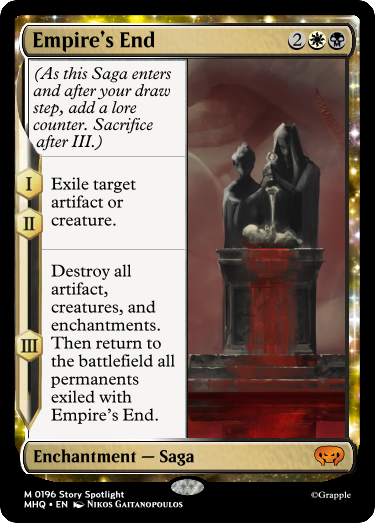 Empire's End 2
(As this Saga enters
and after your draw
step, add a lore
counter. Sacrifice
after III.)
I
Exile target
artifact or
II
creature.
Destroy all
artifact,
creatures, and
enchantments.
III
Then return to
the battlefield all
permanents
exiled with
Empire's End.
Enchantment — Saga
M 0196 Story Spotlight
MHQ • EN Nikos Gaitanopoulos
©Grapple